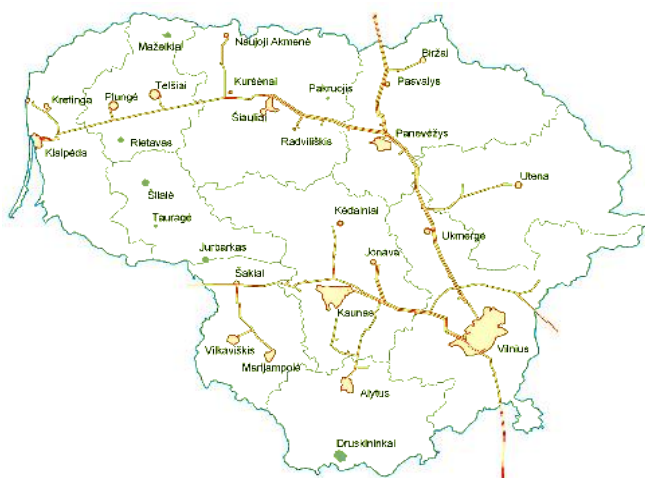 Naujoji Akmenė
Mažeikiai
Biržai
Pasvalys
Telšiai
Kuršėnai
Plungė
Kretinga
Pakruojis
Šiauliai
Radviliškis
Panevėžys
Rietavas
Klaipėda
Utena
Šilalė
Kėdainiai
Tauragė
Ukmergė
Jonava
Jurbarkas
Šakiai
Kaunas
Vilkaviškis
Vilnius
Marijampolė
Alytus
Druskininkai